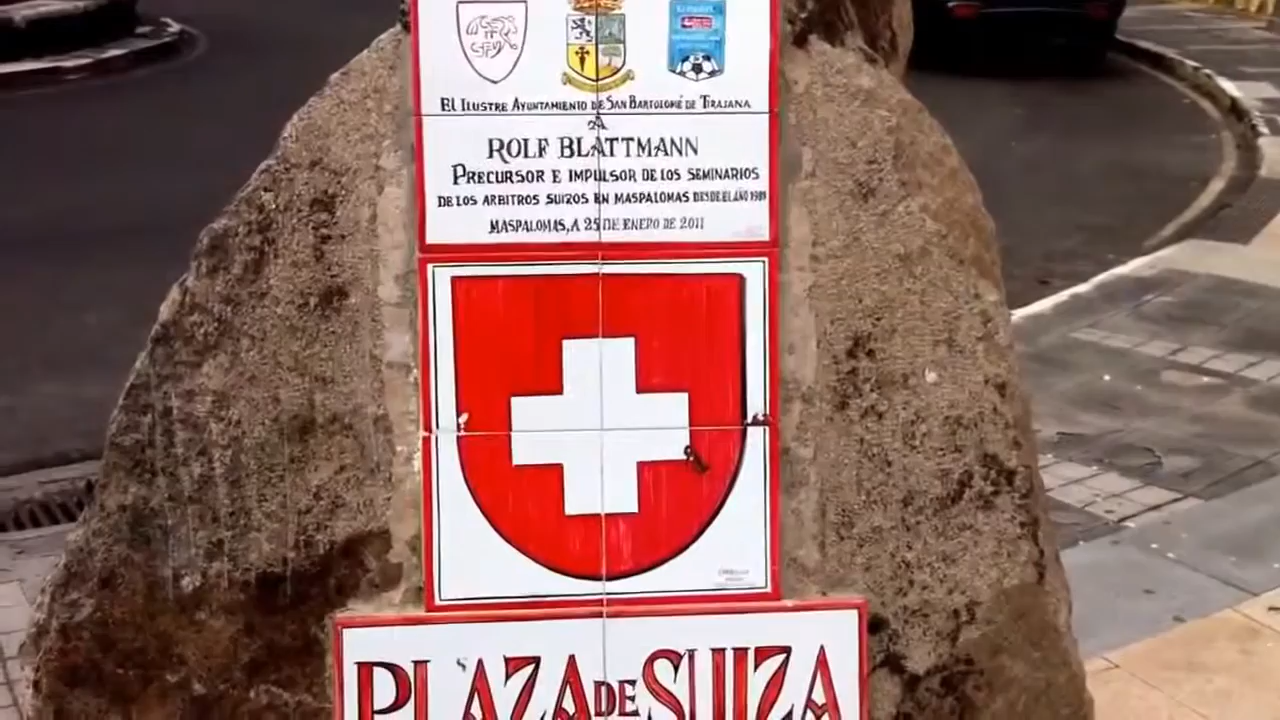 El Ilustre Ayuntamiento de San Bartolomé de Tirajana
A
ROLF BLATTMANN
PRECURSOR E IMPULSOR DE LOS SEMINARIOS
DE LOS ARBITROS SUIZOS EN MASPALOMAS DESDE EL AÑO 1989
MASPALOMAS, A 25 DE ENERO DE 2011
PLAZA DE SUIZA